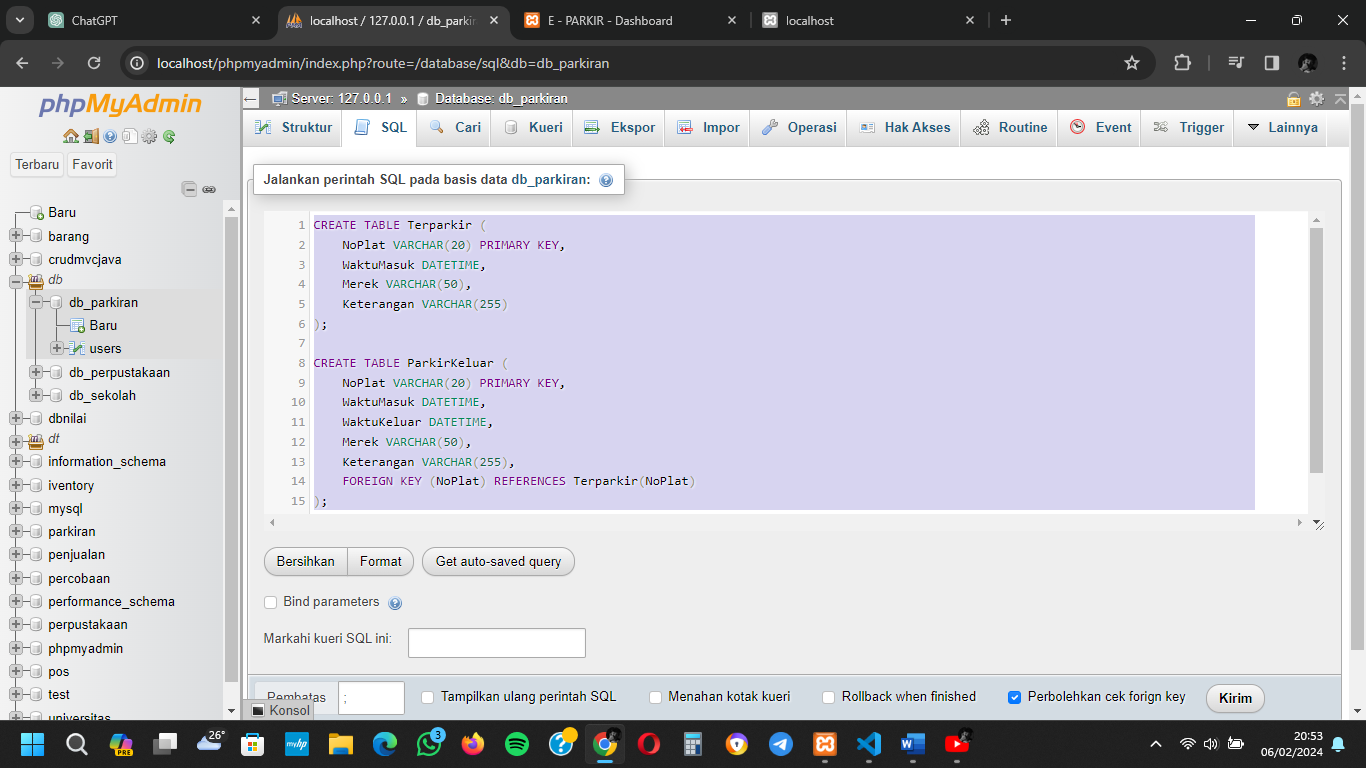 ChatGPT
localhost / 127.0.0.1 / db_parkir
E - PARKIR - Dashboard
localhost
localhost/phpmyadmin/index.php?route=/database/sql&db=db_parkiran
phpMyAdmin
Terbaru
Favorit
Baru
barang
crudmvcjava
db
db_parkiran
Baru
users
db_perpustakaan
db_sekolah
dbnilai
dt
information_schema
iventory
mysql
parkiran
penjualan
percobaan
performance_schema
perpustakaan
phpmyadmin
pos
test
universitas
Server: 127.0.0.1 » Database: db_parkiran
Struktur
SQL
Cari
Kueri
Ekspor
Impor
Operasi
Hak Akses
Routine
Event
Trigger
Lainnya
Jalankan perintah SQL pada basis data db_parkiran:
1 CREATE TABLE Terparkir (
2 NoPlat VARCHAR(20) PRIMARY KEY,
3 WaktuMasuk DATETIME,
4 Merek VARCHAR(50),
5 Keterangan VARCHAR(255)
6 );
7
8 CREATE TABLE ParkirKeluar (
9 NoPlat VARCHAR(20) PRIMARY KEY,
10 WaktuMasuk DATETIME,
11 WaktuKeluar DATETIME,
12 Merek VARCHAR(50),
13 Keterangan VARCHAR(255),
14 FOREIGN KEY (NoPlat) REFERENCES Terparkir(NoPlat)
15 );
Bersihkan
Format
Get auto-saved query
Bind parameters
Markahi kueri SQL ini:
Pembatas
;
Tampilkan ulang perintah SQL
Menahan kotak kueri
Rollback when finished
Perbolehkan cek forign key
Kirim
Konsol
PRE
26°
myhp
3
20:53
06/02/2024